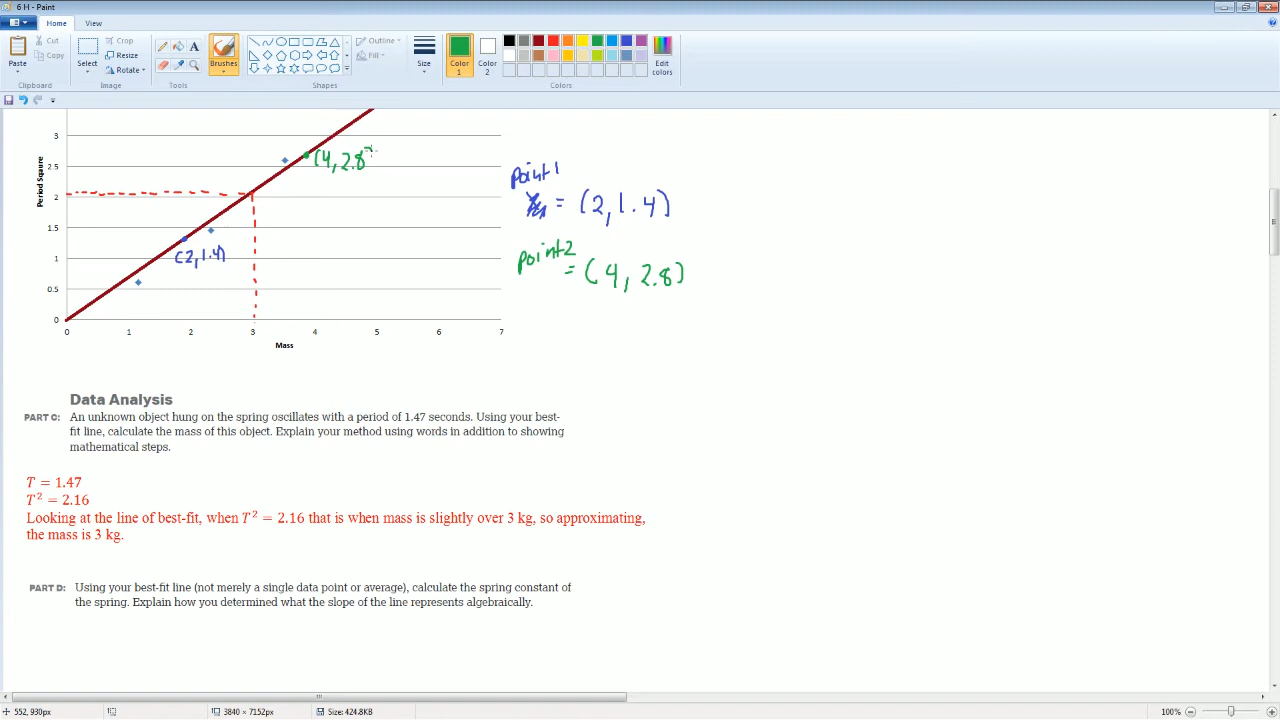 6 H - Paint
Home View
Paste Cut Copy Clipboard
Select Crop Resize Rotate Image
A Tools
Brushes
Outline Fill Shapes
Size
Color 1 Color 2 Edit colors Colors
3
2.5
2
1.5
1
0.5
0
Period Square
0 1 2 3 4 5 6 7
Mass
(4, 2.8
(2, 1.4)
point 1
= (2, 1.4)
point 2
= (4, 2.8)
Data Analysis
PART C: An unknown object hung on the spring oscillates with a period of 1.47 seconds. Using your best-
fit line, calculate the mass of this object. Explain your method using words in addition to showing
mathematical steps.
T = 1.47
T² = 2.16
Looking at the line of best-fit, when T² = 2.16 that is when mass is slightly over 3 kg, so approximating,
the mass is 3 kg.
PART D: Using your best-fit line (not merely a single data point or average), calculate the spring constant of
the spring. Explain how you determined what the slope of the line represents algebraically.
552, 930px 3840 × 7152px Size: 424.8KB 100%